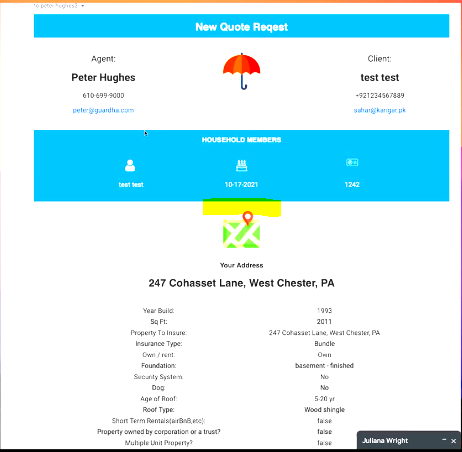 to peter.hughes3
New Quote Reqest
Agent:
Client:
Peter Hughes
test test
610-699-9000
+921234567889
peter@guardha.com
sahar@kangar.pk
HOUSEHOLD MEMBERS
test test
10-17-2021
1242
Your Address
247 Cohasset Lane, West Chester, PA
Year Build: 1993
Sq Ft: 2011
Property To Insure: 247 Cohasset Lane, West Chester, PA
Insurance Type: Bundle
Own / rent: Own
Foundation: basement - finished
Security System: No
Dog: No
Age of Roof: 5-20 yr
Roof Type: Wood shingle
Short Term Rentals(airBnB,etc): false
Property owned by corporation or a trust? false
Multiple Unit Property? false
Juliana Wright